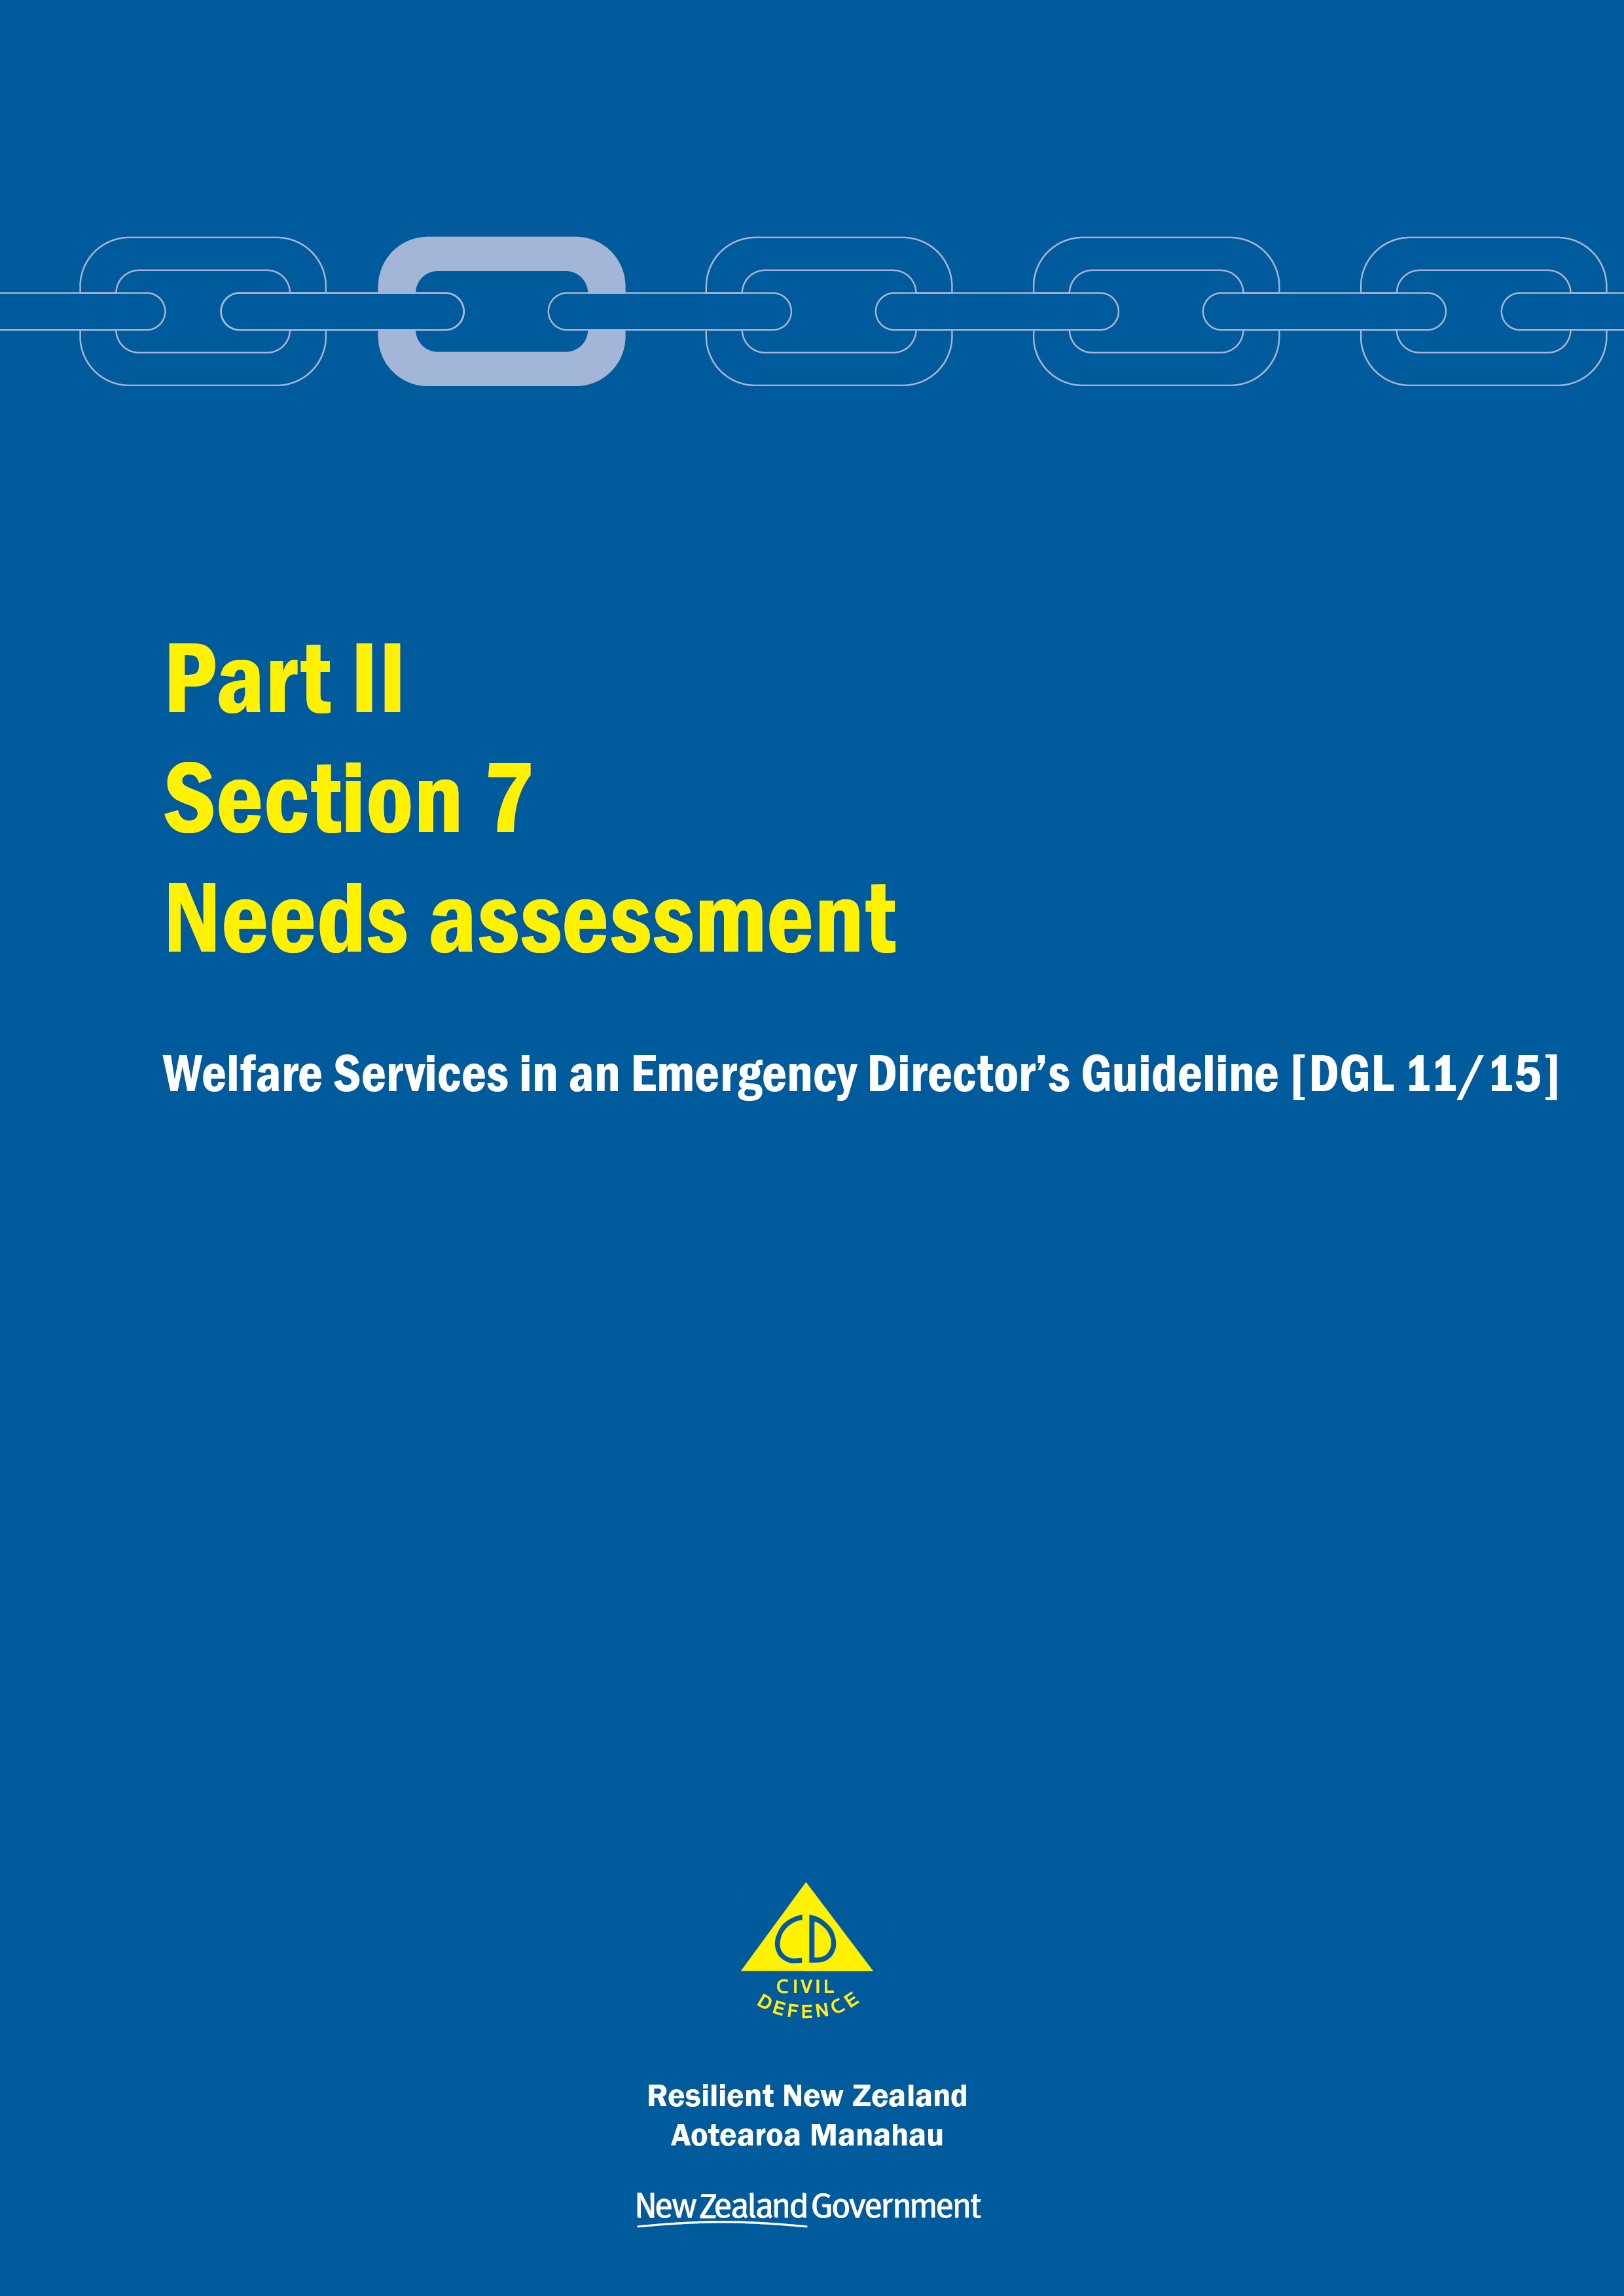 Part II
Section 7
Needs assessment
Welfare Services in an Emergency Director’s Guideline [DGL 11/15]
CD
CIVIL
DEFENCE
Resilient New Zealand
Aotearoa Manahau
New Zealand Government